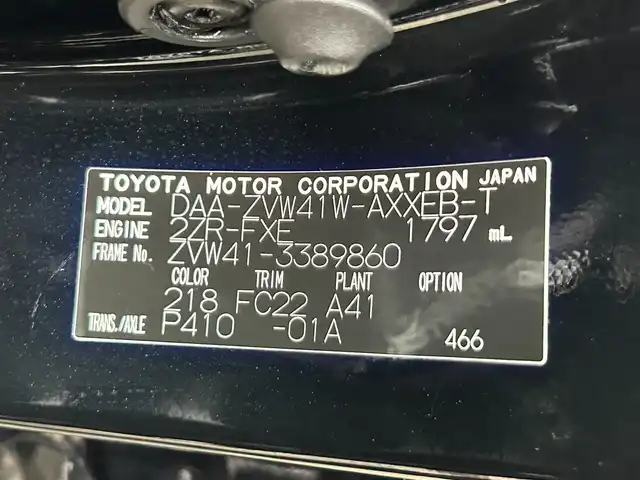 TOYOTA MOTOR CORPORATION JAPAN
MODEL DAA-ZVW41W-AXXEB-T
ENGINE 2ZR-FXE 1797 mL
FRAME No. ZVW41-3389860
COLOR TRIM PLANT OPTION
218 FC22 A41
TRANS./AXLE P410 -01A 466